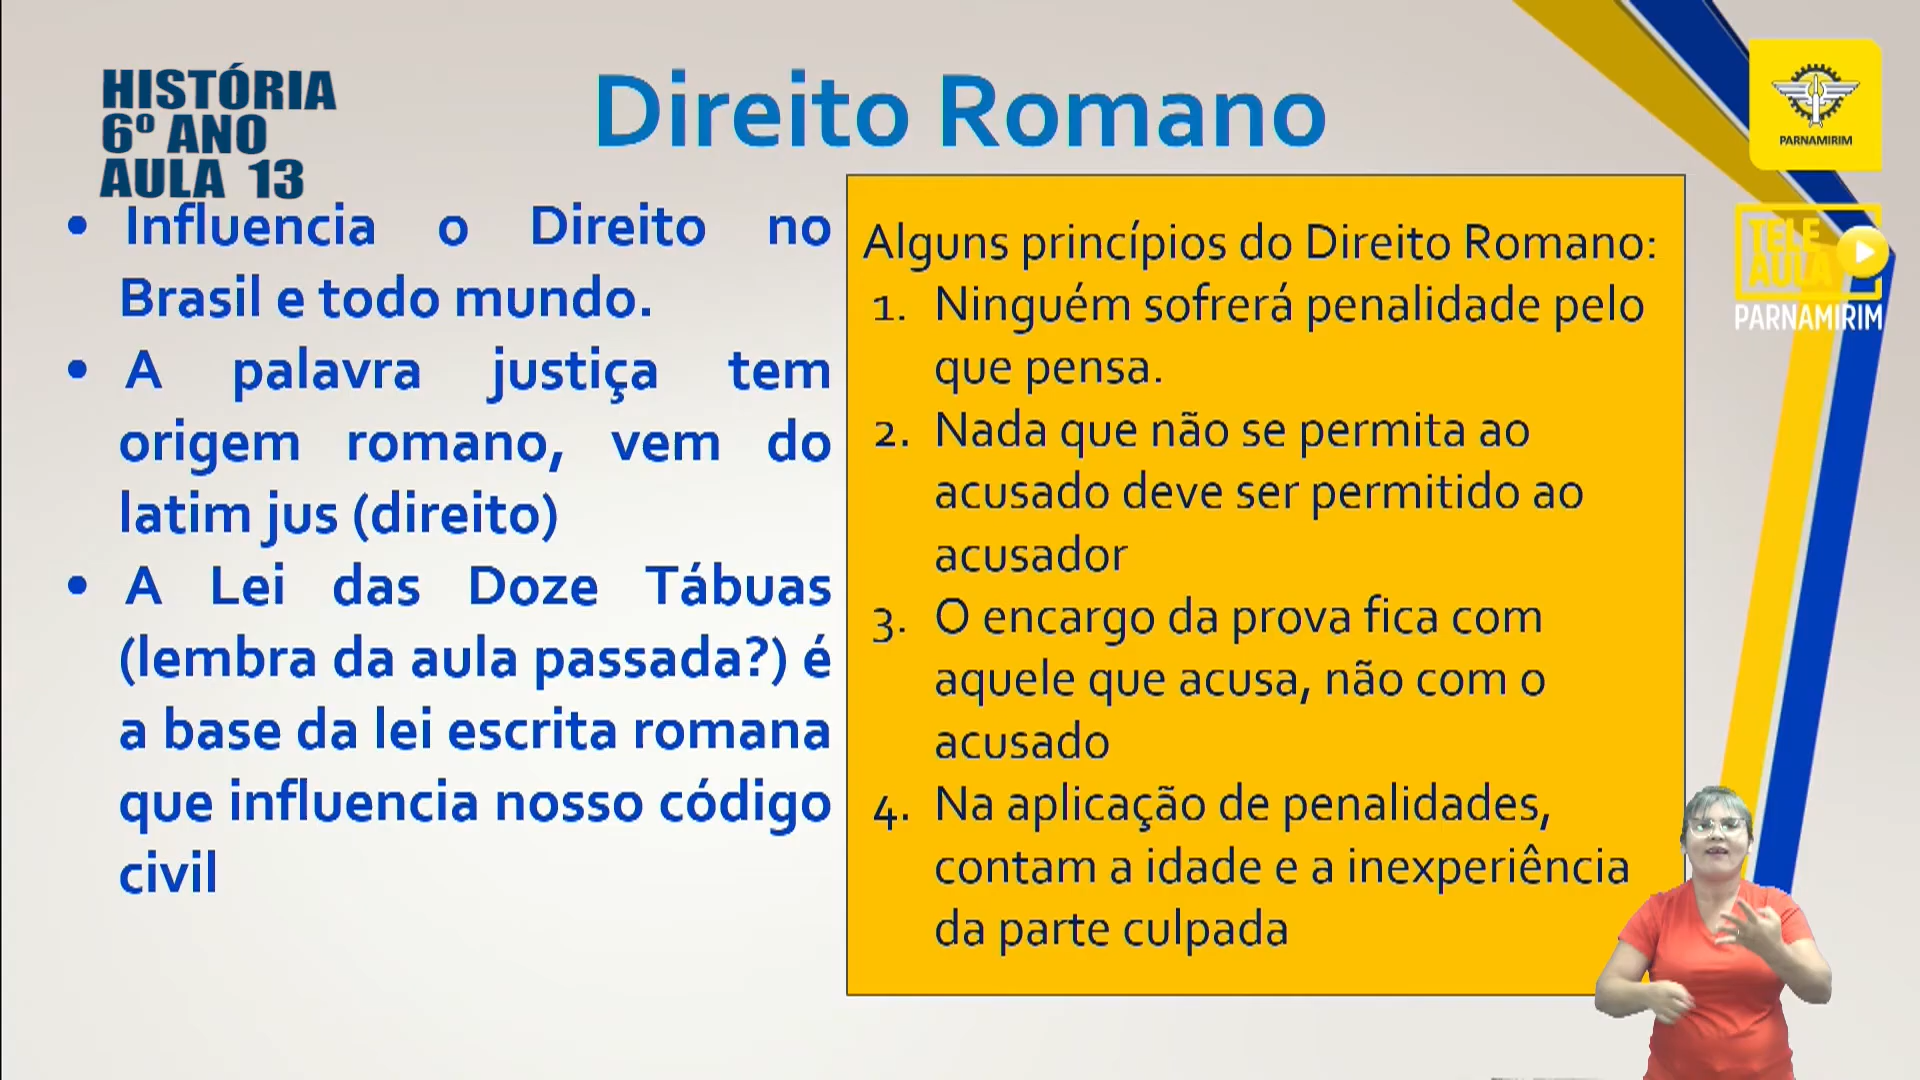 HISTÓRIA
6º ANO
AULA 13
Direito Romano
• Influencia o Direito no
Brasil e todo mundo.
• A palavra justiça tem
origem romano, vem do
latim jus (direito)
• A Lei das Doze Tábuas
(lembra da aula passada?) é
a base da lei escrita romana
que influencia nosso código
civil
Alguns princípios do Direito Romano:
1. Ninguém sofrerá penalidade pelo
que pensa.
2. Nada que não se permita ao
acusado deve ser permitido ao
acusador
3. O encargo da prova fica com
aquele que acusa, não com o
acusado
4. Na aplicação de penalidades,
contam a idade e a inexperiência
da parte culpada
PARNAMIRIM
TELE
AULA
PARNAMIRIM